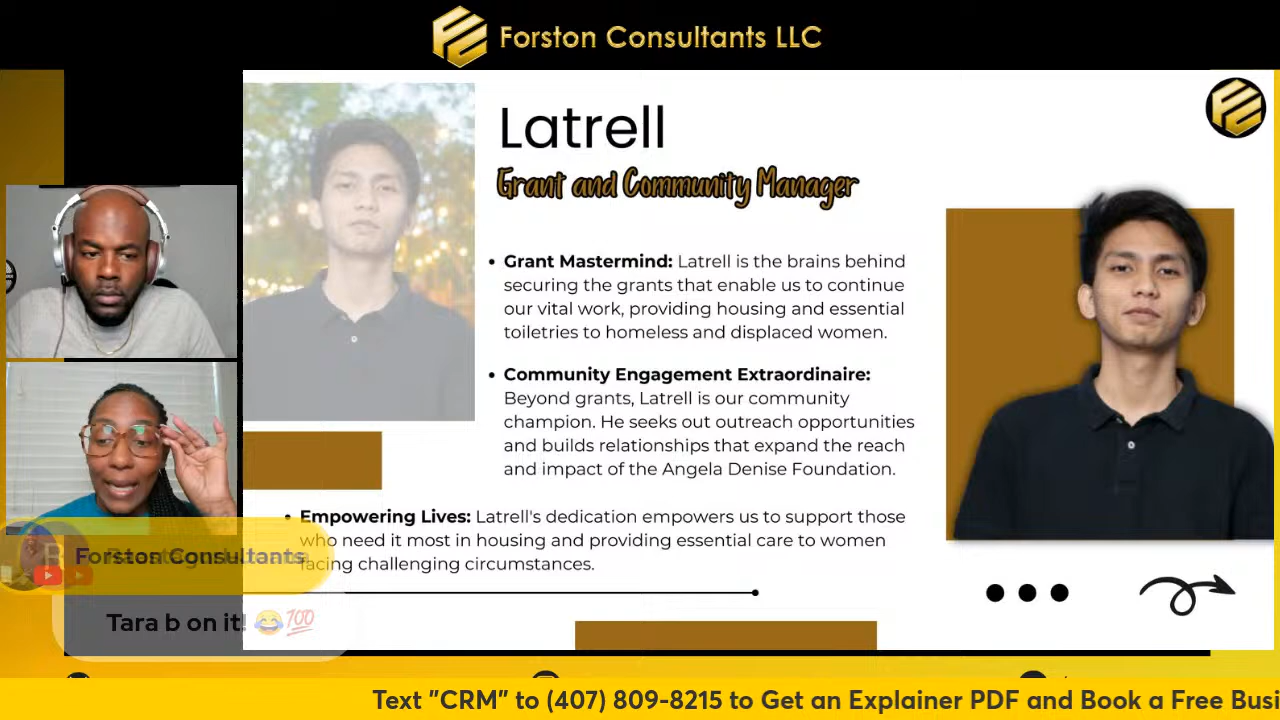 Forston Consultants LLC
Latrell
Grant and Community Manager
• Grant Mastermind: Latrell is the brains behind
securing the grants that enable us to continue
our vital work, providing housing and essential
toiletries to homeless and displaced women.
• Community Engagement Extraordinaire:
Beyond grants, Latrell is our community
champion. He seeks out outreach opportunities
and builds relationships that expand the reach
and impact of the Angela Denise Foundation.
• Empowering Lives: Latrell's dedication empowers us to support those
who need it most in housing and providing essential care to women
facing challenging circumstances.
Forston Consultants
Tara b on it! 😂💯
Text "CRM" to (407) 809-8215 to Get an Explainer PDF and Book a Free Busi